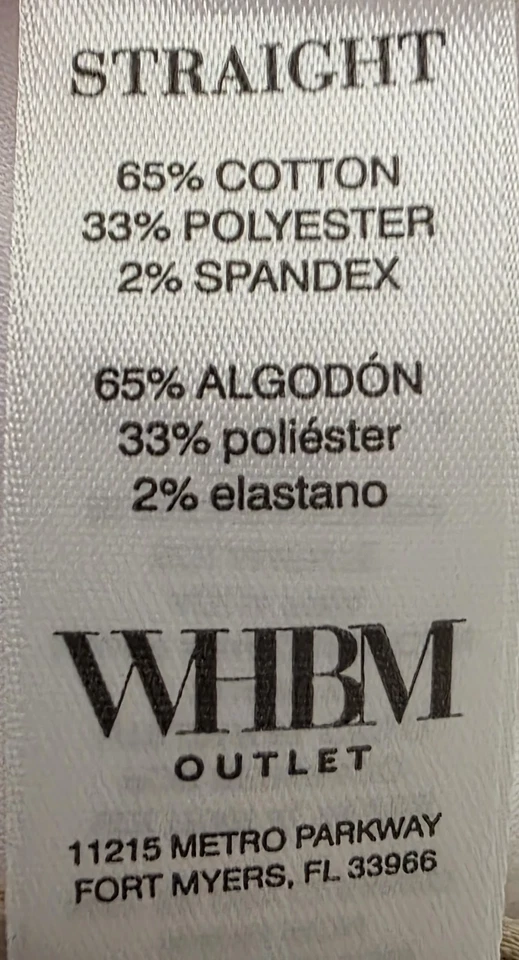 STRAIGHT
65% COTTON
33% POLYESTER
2% SPANDEX
65% ALGODÓN
33% poliéster
2% elastano
WHBM
OUTLET
11215 METRO PARKWAY
FORT MYERS, FL 33966